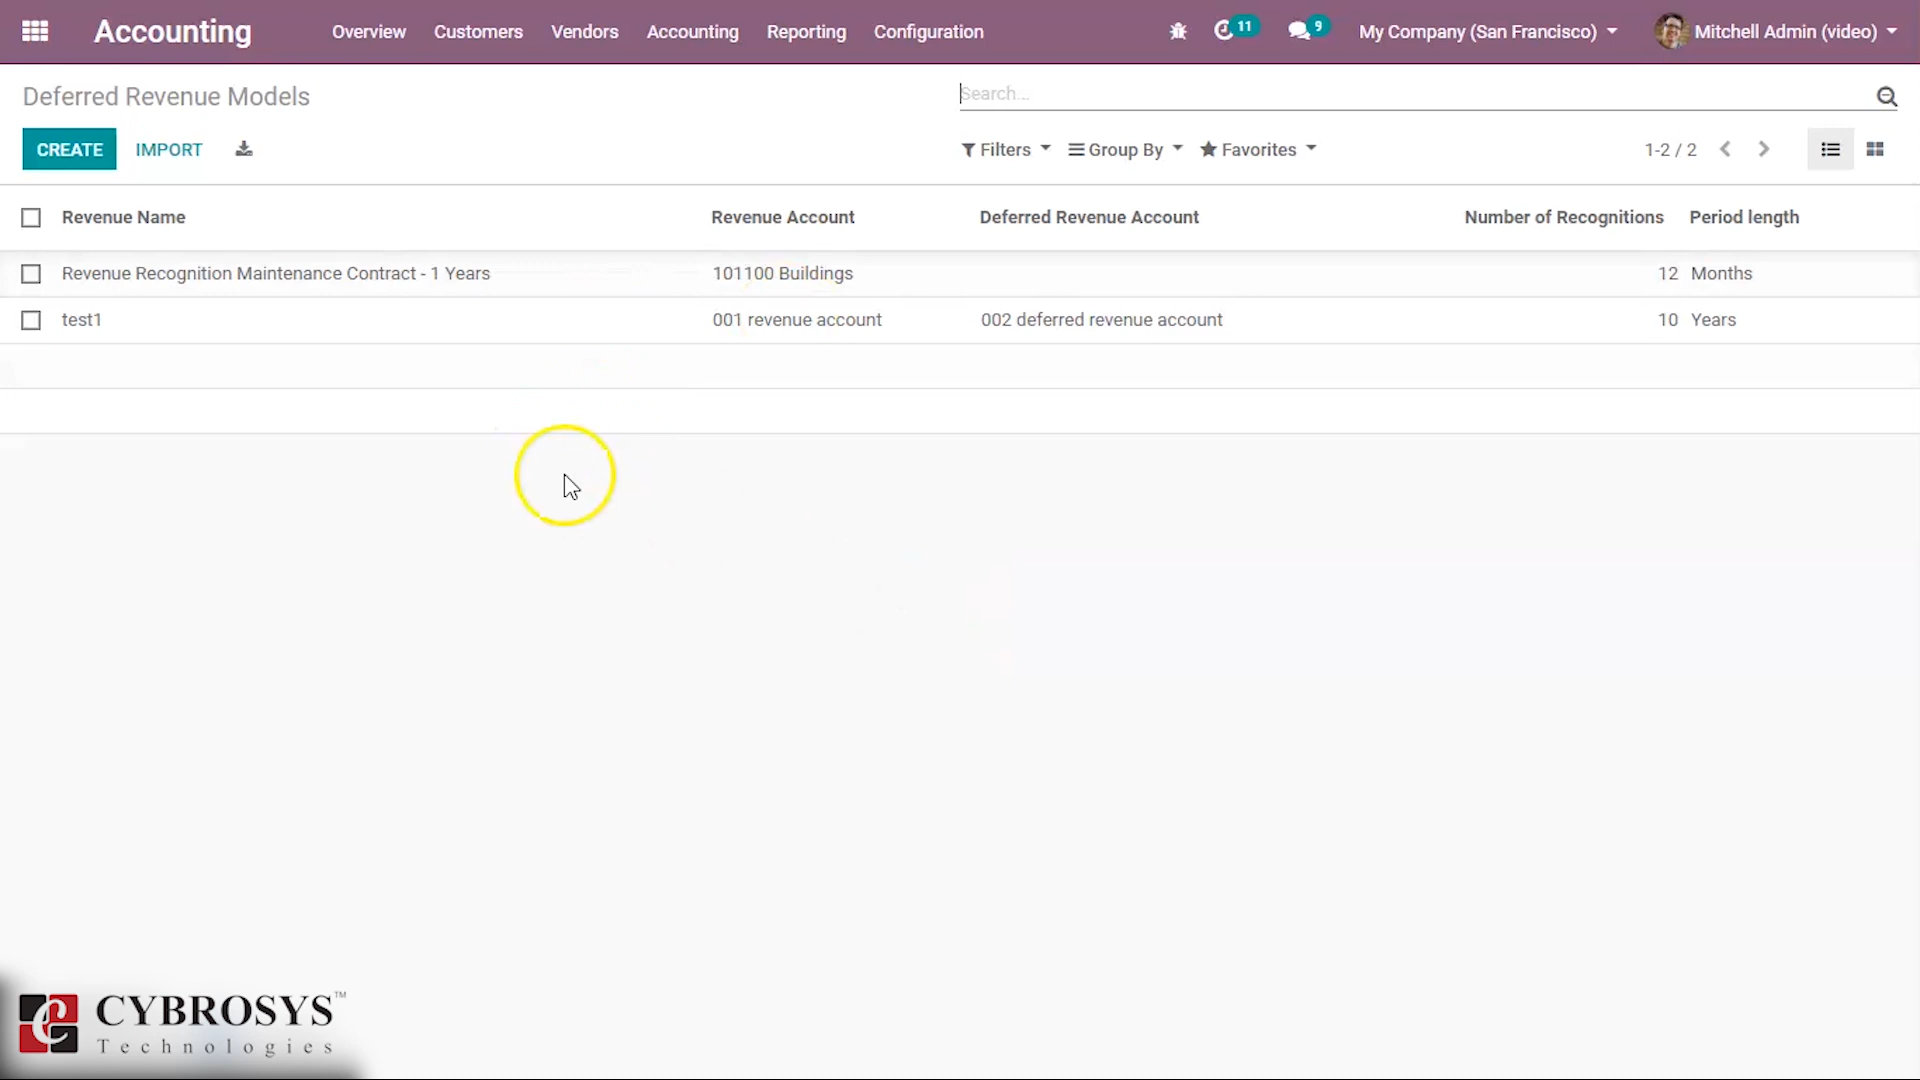 Accounting Overview Customers Vendors Accounting Reporting Configuration 11 9 My Company (San Francisco) Mitchell Admin (video)
Deferred Revenue Models Search...
CREATE IMPORT Filters Group By Favorites 1-2 / 2
Revenue Name Revenue Account Deferred Revenue Account Number of Recognitions Period length
Revenue Recognition Maintenance Contract - 1 Years 101100 Buildings 12 Months
test1 001 revenue account 002 deferred revenue account 10 Years
CYBROSYS™
Technologies